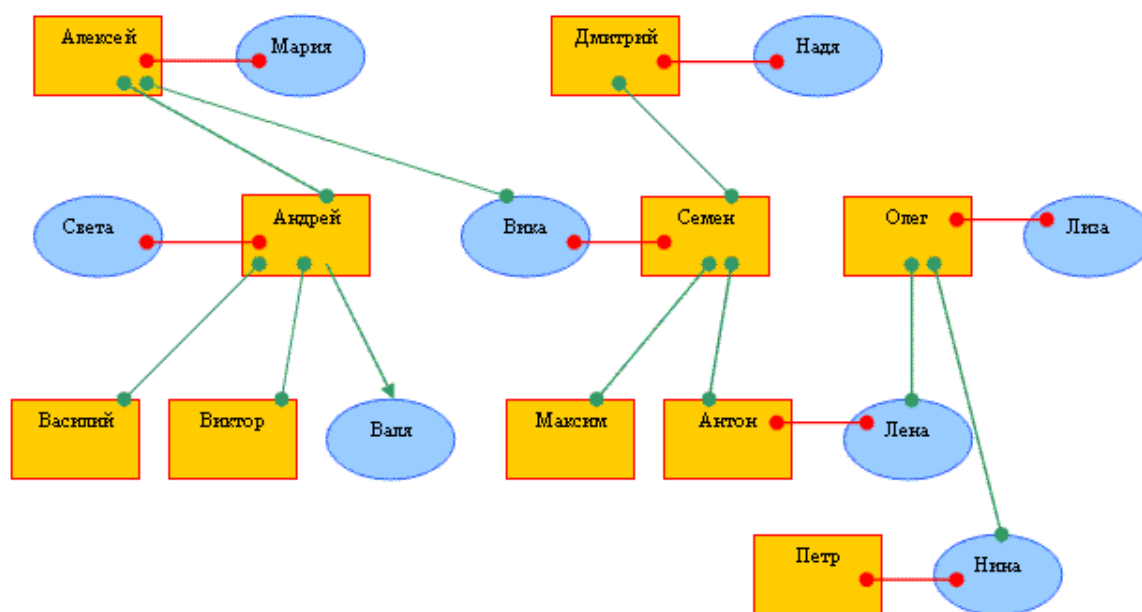 Алексей
Мария
Дмитрий
Надя
Света
Андрей
Вика
Семен
Олег
Лиза
Василий
Виктор
Валя
Максим
Антон
Лена
Петр
Нина